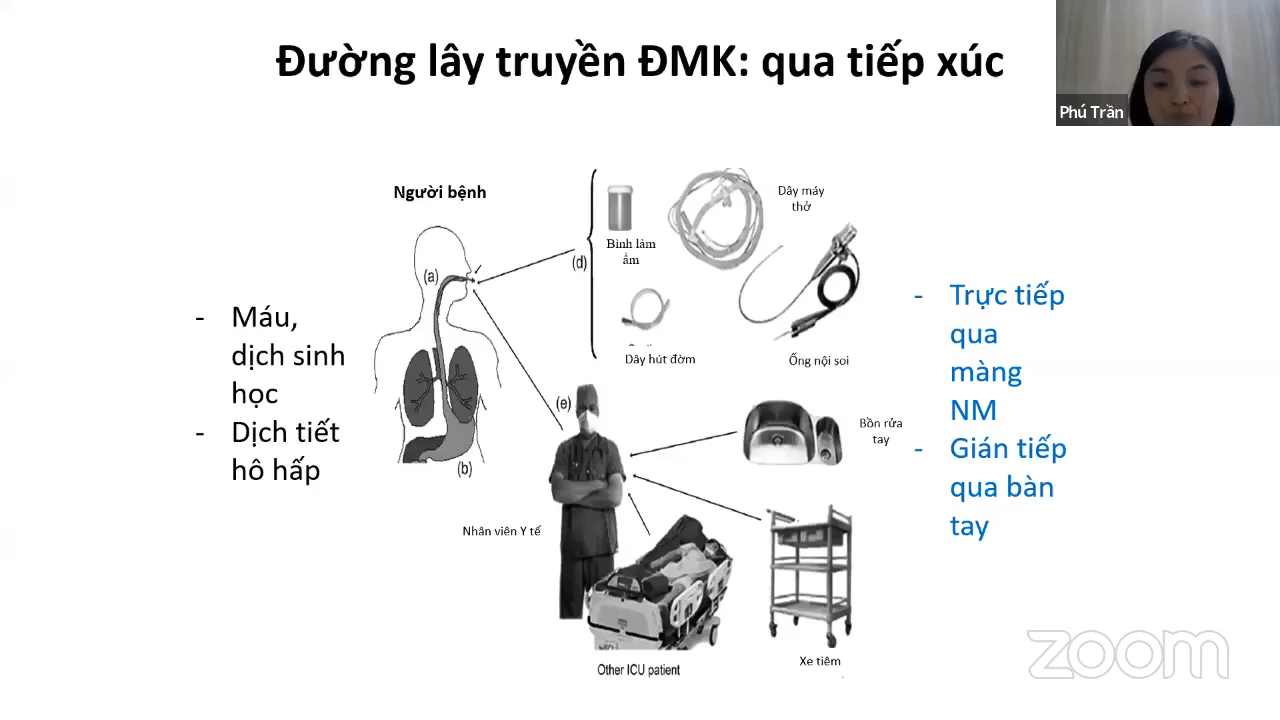 Đường lây truyền ĐMK: qua tiếp xúc
Phú Trần
Người bệnh
Dây máy
thở
Bình làm
ẩm
(a)
(d)
- Máu,
dịch sinh
học
- Dịch tiết
hô hấp
Dây hút đờm
Ống nội soi
- Trực tiếp
qua
màng
NM
- Gián tiếp
qua bàn
tay
(e)
Bồn rửa
tay
(b)
Nhân viên Y tế
Other ICU patient
Xe tiêm
zoom